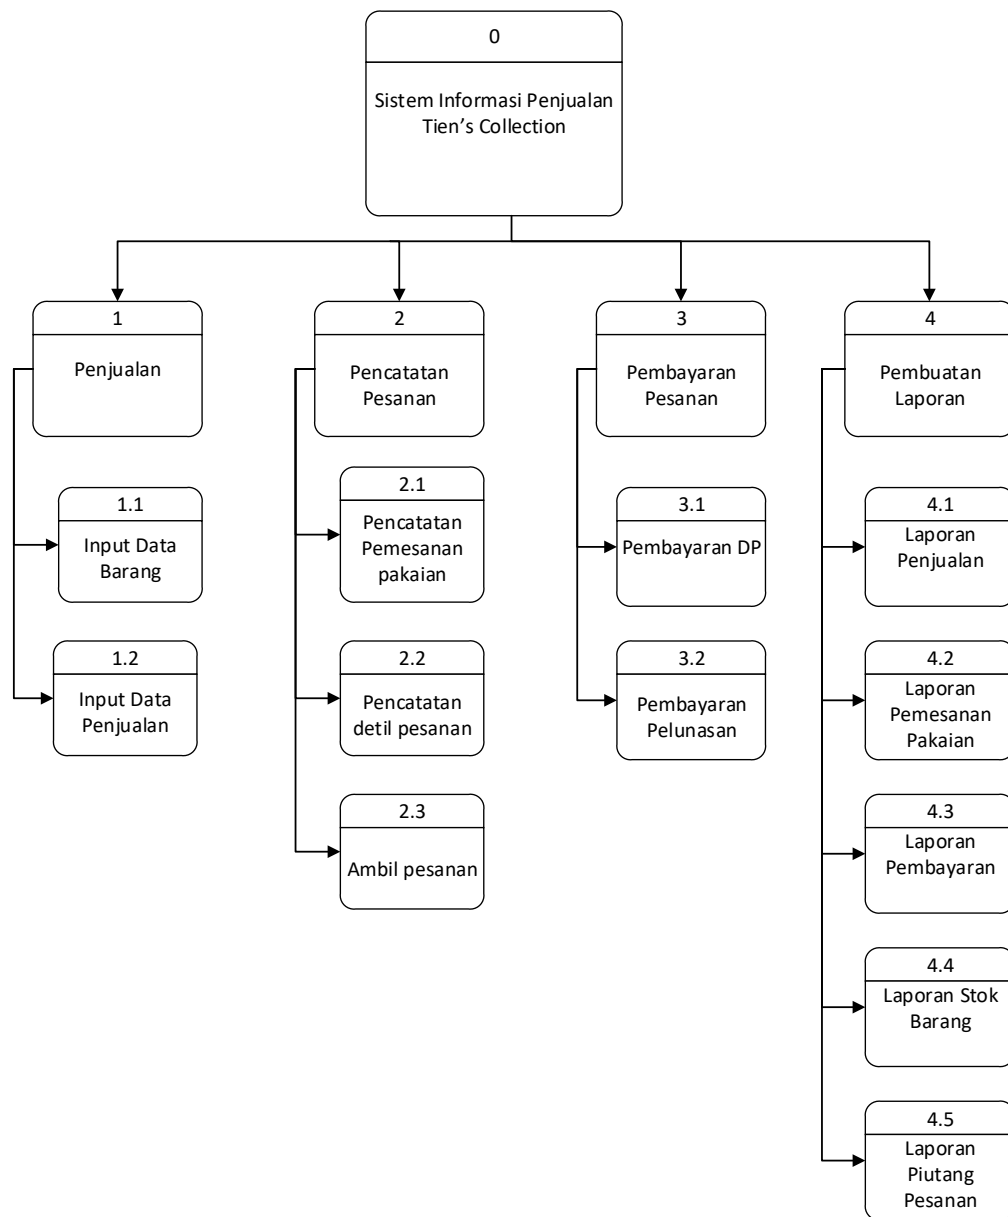 0
Sistem Informasi Penjualan
Tien’s Collection
1
Penjualan
2
Pencatatan
Pesanan
3
Pembayaran
Pesanan
4
Pembuatan
Laporan
1.1
Input Data
Barang
1.2
Input Data
Penjualan
2.1
Pencatatan
Pemesanan
pakaian
2.2
Pencatatan
detil pesanan
2.3
Ambil pesanan
3.1
Pembayaran DP
3.2
Pembayaran
Pelunasan
4.1
Laporan
Penjualan
4.2
Laporan
Pemesanan
Pakaian
4.3
Laporan
Pembayaran
4.4
Laporan Stok
Barang
4.5
Laporan
Piutang
Pesanan